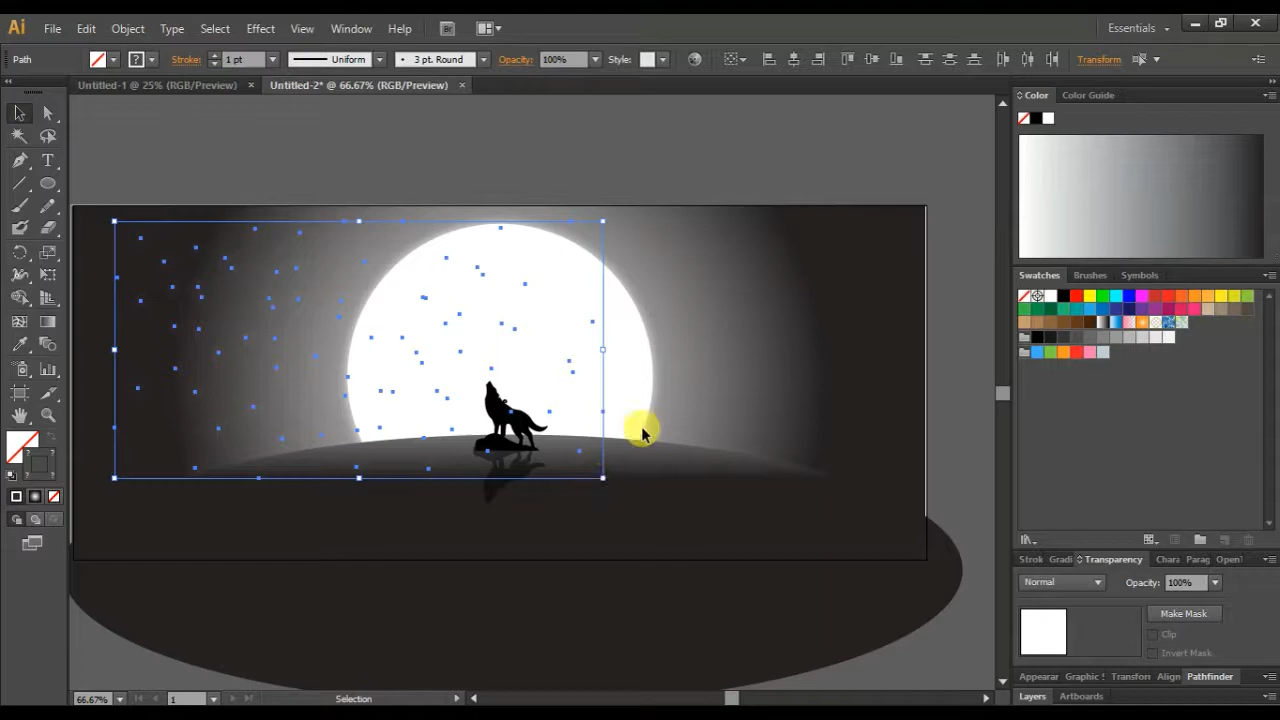 Ai File Edit Object Type Select Effect View Window Help Br Essentials
Path Stroke: 1 pt Uniform 3 pt. Round Opacity: 100% Style: Transform
Untitled-1 @ 25% (RGB/Preview) × Untitled-2* @ 66.67% (RGB/Preview) ×
Color Color Guide
Swatches Brushes Symbols
Strok Gradi Transparency Chara Parag OpenT
Normal Opacity: 100%
Make Mask
Clip
Invert Mask
Appear Graphic S Transforn Align Pathfinder
Layers Artboards
66.67% 1 Selection